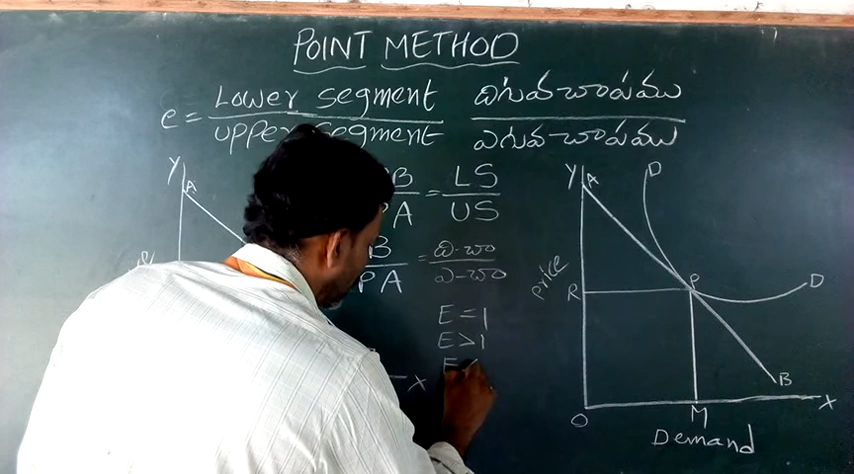 POINT METHOD
e = Lower segment దిగువ చాపము
upper segment ఎగువ చాపము
Y
A
B = LS
PA US
B = ది.చా
PA ఎ.చా
E=1
E>1
X
Y
A
D
price
R
P
D
B
O
M
X
Demand